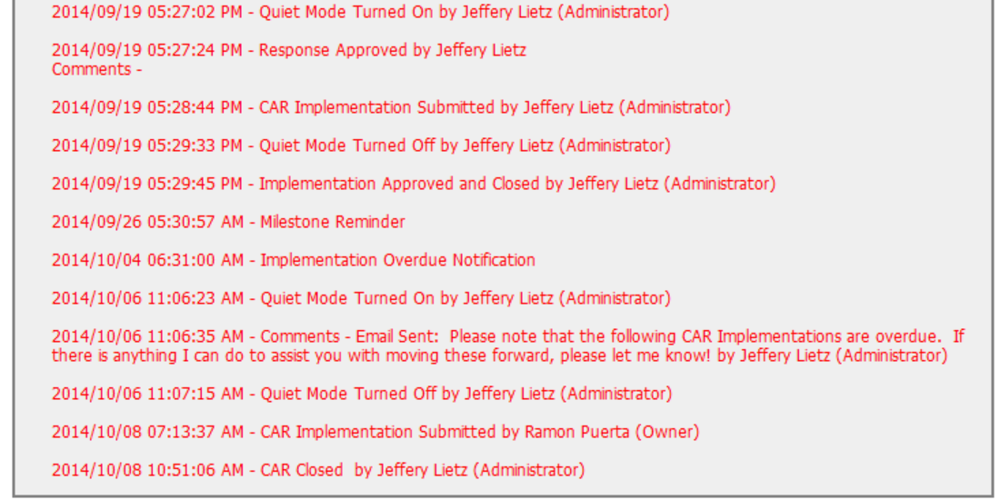 2014/09/19 05:27:02 PM - Quiet Mode Turned On by Jeffery Lietz (Administrator)
2014/09/19 05:27:24 PM - Response Approved by Jeffery Lietz
Comments -
2014/09/19 05:28:44 PM - CAR Implementation Submitted by Jeffery Lietz (Administrator)
2014/09/19 05:29:33 PM - Quiet Mode Turned Off by Jeffery Lietz (Administrator)
2014/09/19 05:29:45 PM - Implementation Approved and Closed by Jeffery Lietz (Administrator)
2014/09/26 05:30:57 AM - Milestone Reminder
2014/10/04 06:31:00 AM - Implementation Overdue Notification
2014/10/06 11:06:23 AM - Quiet Mode Turned On by Jeffery Lietz (Administrator)
2014/10/06 11:06:35 AM - Comments - Email Sent:  Please note that the following CAR Implementations are overdue.  If
there is anything I can do to assist you with moving these forward, please let me know! by Jeffery Lietz (Administrator)
2014/10/06 11:07:15 AM - Quiet Mode Turned Off by Jeffery Lietz (Administrator)
2014/10/08 07:13:37 AM - CAR Implementation Submitted by Ramon Puerta (Owner)
2014/10/08 10:51:06 AM - CAR Closed  by Jeffery Lietz (Administrator)